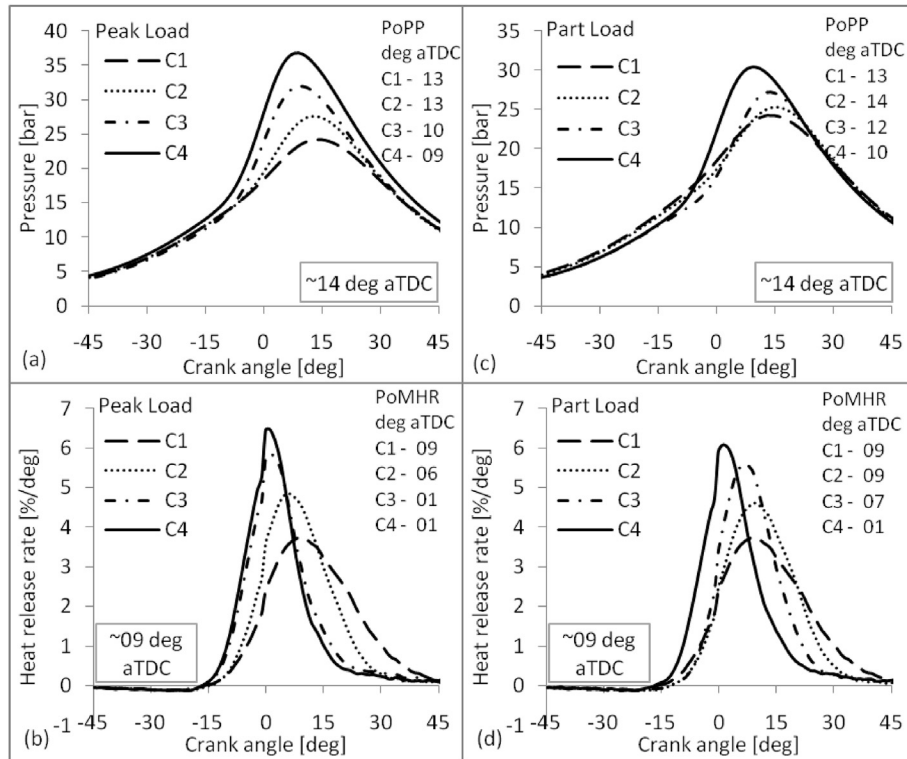 Peak Load
C1
C2
C3
C4
PoPP
deg aTDC
C1 - 13
C2 - 13
C3 - 10
C4 - 09
40
35
30
25
20
15
10
5
0
Pressure [bar]
~14 deg aTDC
-45 -30 -15 0 15 30 45
(a)
Crank angle [deg]
Part Load
C1
C2
C3
C4
PoPP
deg aTDC
C1 - 13
C2 - 14
C3 - 12
C4 - 10
35
30
25
20
15
10
5
0
Pressure [bar]
~14 deg aTDC
-45 -30 -15 0 15 30 45
(c)
Crank angle [deg]
Peak Load
C1
C2
C3
C4
PoMHR
deg aTDC
C1 - 09
C2 - 06
C3 - 01
C4 - 01
7
6
5
4
3
2
1
0
-1
Heat release rate [%/deg]
~09 deg
aTDC
-45 -30 -15 0 15 30 45
(b)
Crank angle [deg]
Part Load
C1
C2
C3
C4
PoMHR
deg aTDC
C1 - 09
C2 - 09
C3 - 07
C4 - 01
7
6
5
4
3
2
1
0
-1
Heat release rate [%/deg]
~09 deg
aTDC
-45 -30 -15 0 15 30 45
(d)
Crank angle [deg]